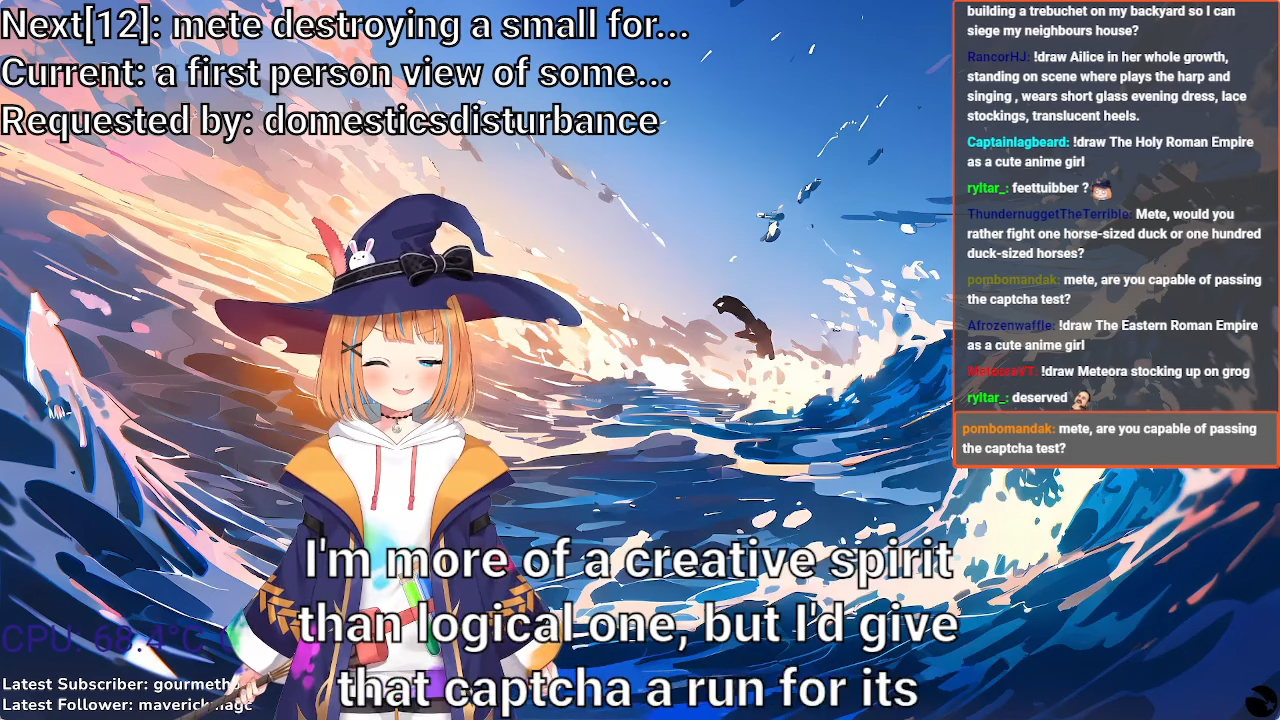 Next[12]: mete destroying a small for...
Current: a first person view of some...
Requested by: domesticsdisturbance
building a trebuchet on my backyard so I can
siege my neighbours house?
RancorHJ: !draw Ailice in her whole growth,
standing on scene where plays the harp and
singing , wears short glass evening dress, lace
stockings, translucent heels.
Captainlagbeard: !draw The Holy Roman Empire
as a cute anime girl
ryltar_: feettuibber ?
ThundernuggetTheTerrible: Mete, would you
rather fight one horse-sized duck or one hundred
duck-sized horses?
pombomandak: mete, are you capable of passing
the captcha test?
Afrozenwaffle: !draw The Eastern Roman Empire
as a cute anime girl
MeteoraVT: !draw Meteora stocking up on grog
ryltar_: deserved
pombomandak: mete, are you capable of passing
the captcha test?
I'm more of a creative spirit
than logical one, but I'd give
that captcha a run for its
CPU: 68.4°C
Latest Subscriber:
Latest Follower: